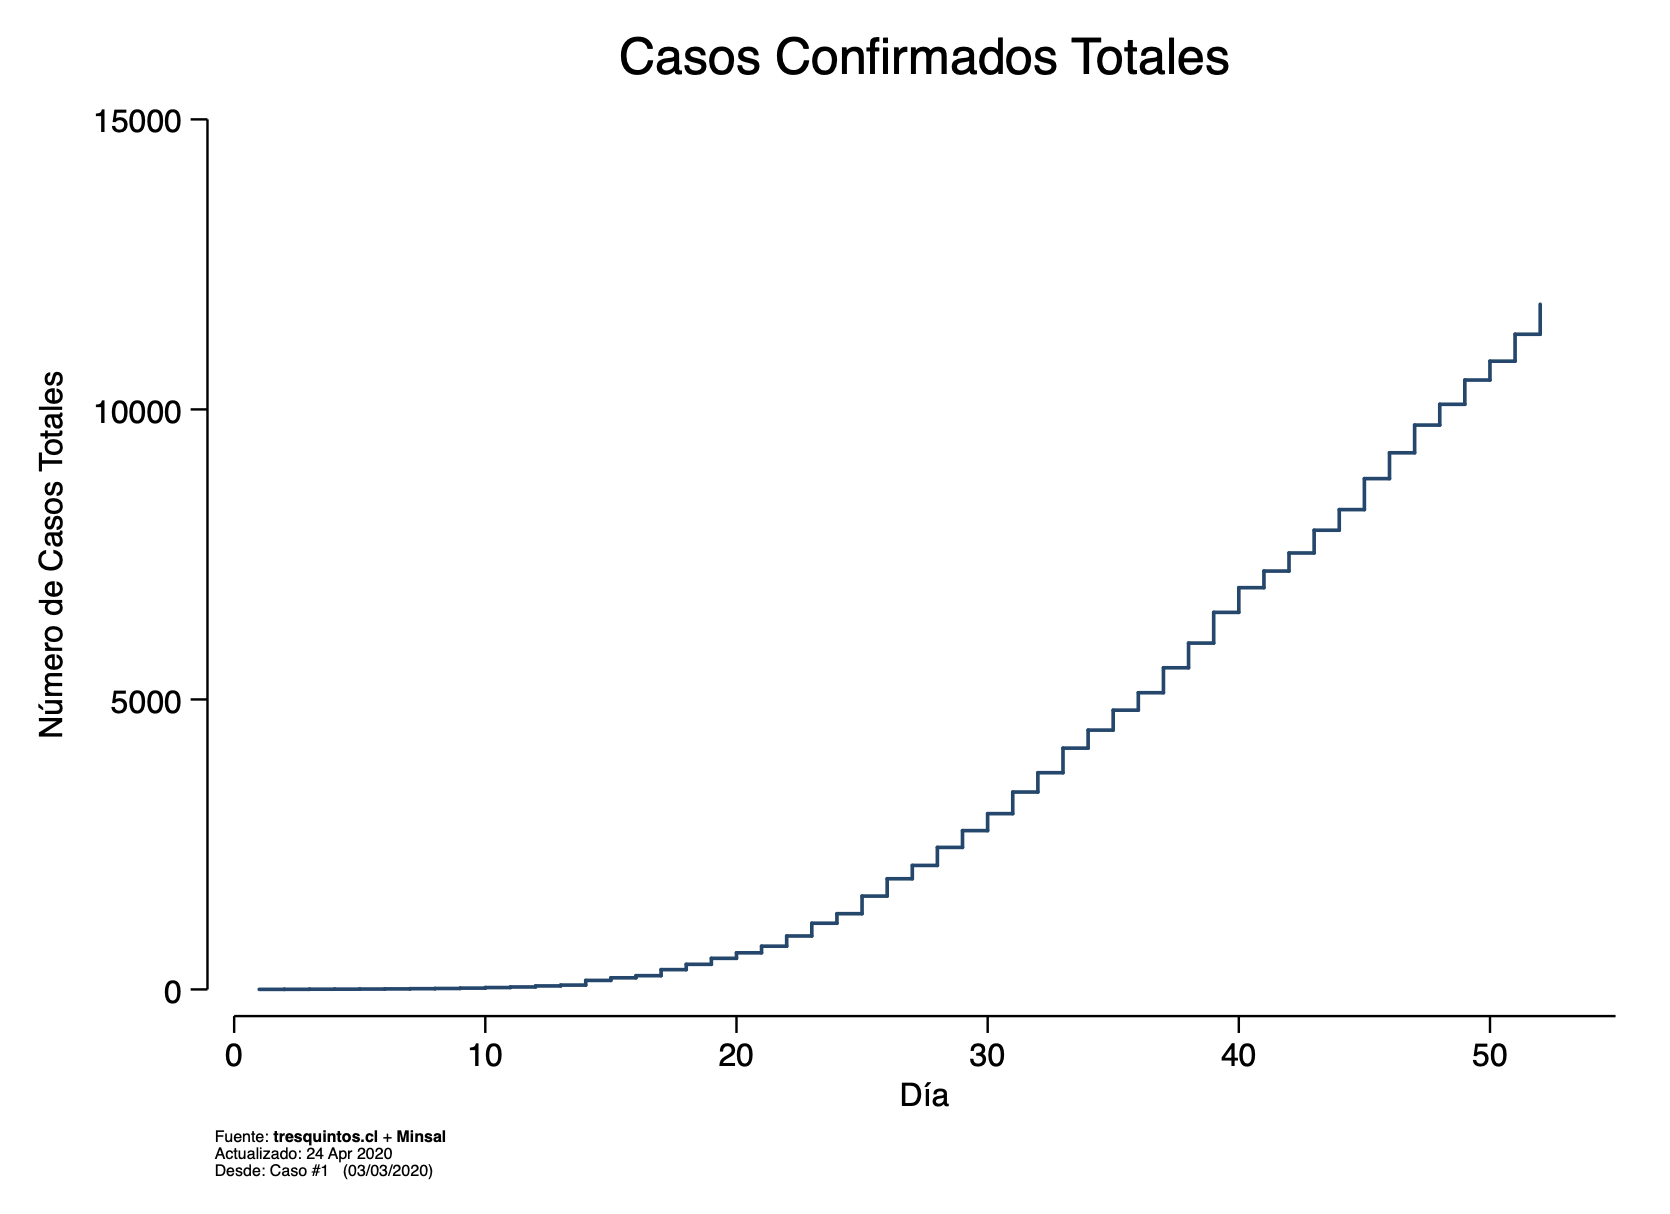 Casos Confirmados Totales
15000
10000
5000
0
Número de Casos Totales
0 10 20 30 40 50
Día
Fuente: tresquintos.cl + Minsal
Actualizado: 24 Apr 2020
Desde: Caso #1 (03/03/2020)